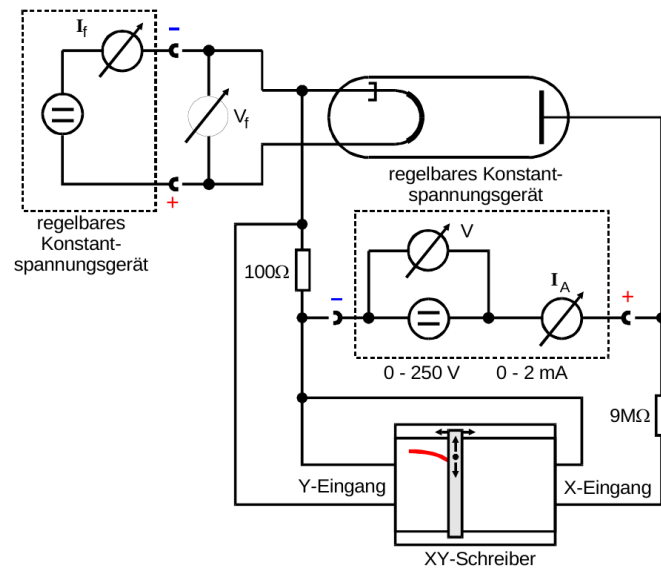 I_f
−
V_f
+
regelbares
Konstant-
spannungsgerät
regelbares Konstant-
spannungsgerät
V
100Ω
−
I_A
+
0 - 250 V
0 - 2 mA
9MΩ
Y-Eingang
X-Eingang
XY-Schreiber